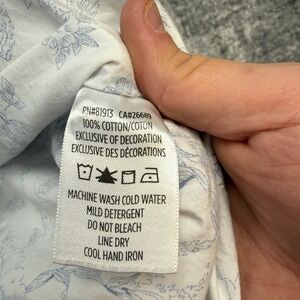 RN#81913 CA#26689
100% COTTON/COTON
EXCLUSIVE OF DECORATION
EXCLUSIF DES DÉCORATIONS
MACHINE WASH COLD WATER
MILD DETERGENT
DO NOT BLEACH
LINE DRY
COOL HAND IRON